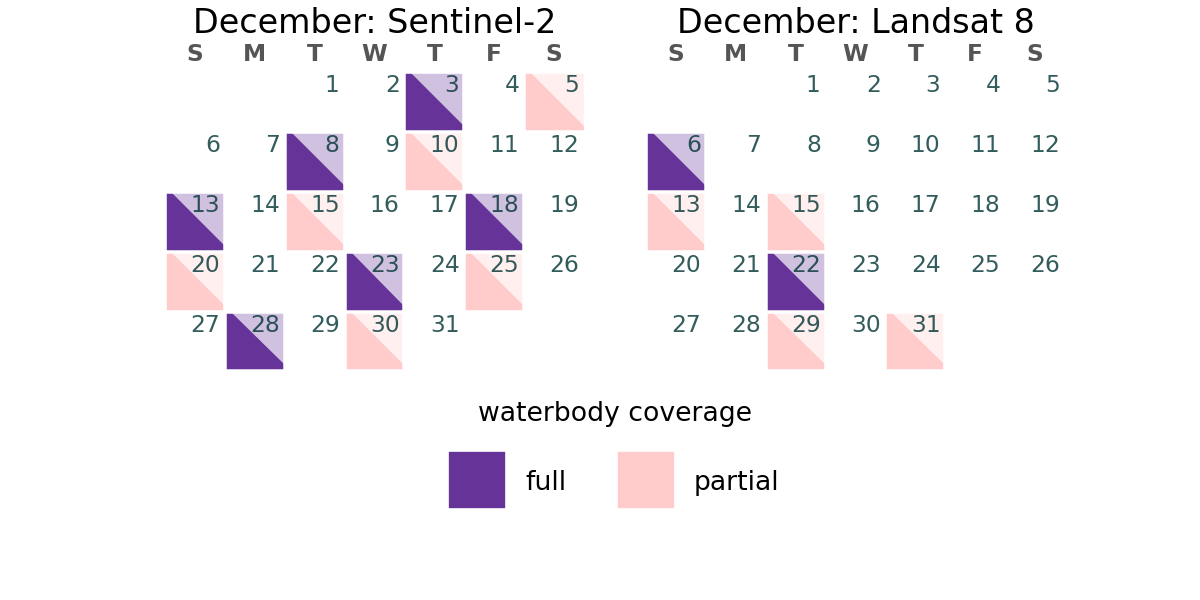 December: Sentinel-2
S M T W T F S
1 2 3 4 5
6 7 8 9 10 11 12
13 14 15 16 17 18 19
20 21 22 23 24 25 26
27 28 29 30 31
December: Landsat 8
S M T W T F S
1 2 3 4 5
6 7 8 9 10 11 12
13 14 15 16 17 18 19
20 21 22 23 24 25 26
27 28 29 30 31
waterbody coverage
full
partial